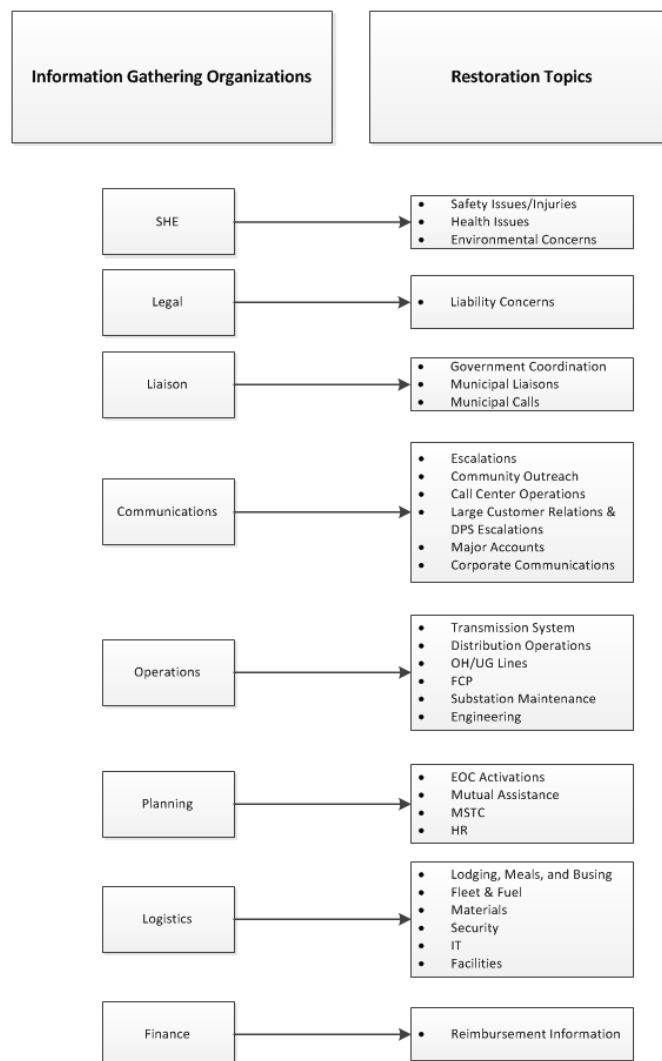 Information Gathering Organizations
Restoration Topics
SHE
• Safety Issues/Injuries
• Health Issues
• Environmental Concerns
Legal
• Liability Concerns
Liaison
• Government Coordination
• Municipal Liaisons
• Municipal Calls
Communications
• Escalations
• Community Outreach
• Call Center Operations
• Large Customer Relations &
DPS Escalations
• Major Accounts
• Corporate Communications
Operations
• Transmission System
• Distribution Operations
• OH/UG Lines
• FCP
• Substation Maintenance
• Engineering
Planning
• EOC Activations
• Mutual Assistance
• MSTC
• HR
Logistics
• Lodging, Meals, and Busing
• Fleet & Fuel
• Materials
• Security
• IT
• Facilities
Finance
• Reimbursement Information